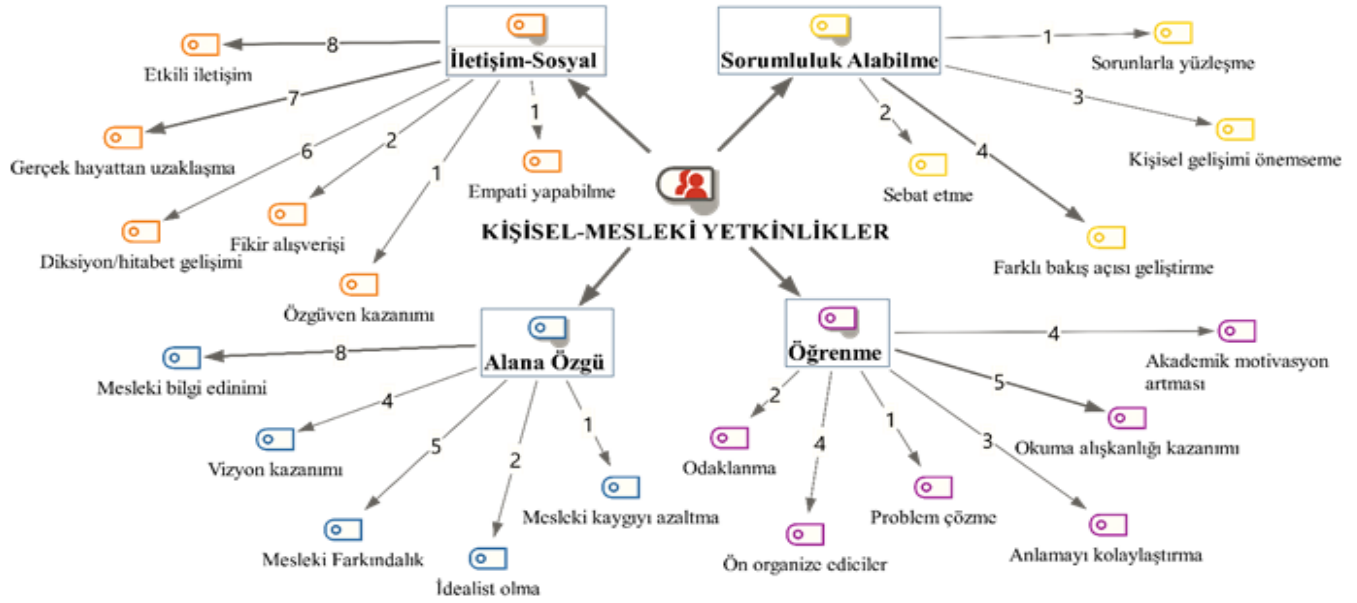 İletişim-Sosyal
8
Etkili iletişim
7
Gerçek hayattan uzaklaşma
6
Diksiyon/hitabet gelişimi
2
Fikir alışverişi
1
Özgüven kazanımı
1
Empati yapabilme
Sorumluluk Alabilme
1
Sorunlarla yüzleşme
3
Kişisel gelişimi önemseme
2
Sebat etme
4
Farklı bakış açısı geliştirme
KİŞİSEL-MESLEKİ YETKİNLİKLER
Alana Özgü
8
Mesleki bilgi edinimi
4
Vizyon kazanımı
5
Mesleki Farkındalık
2
İdealist olma
1
Mesleki kaygıyı azaltma
Öğrenme
4
Akademik motivasyon
artması
5
Okuma alışkanlığı kazanımı
2
Odaklanma
4
Ön organize ediciler
1
Problem çözme
3
Anlamayı kolaylaştırma